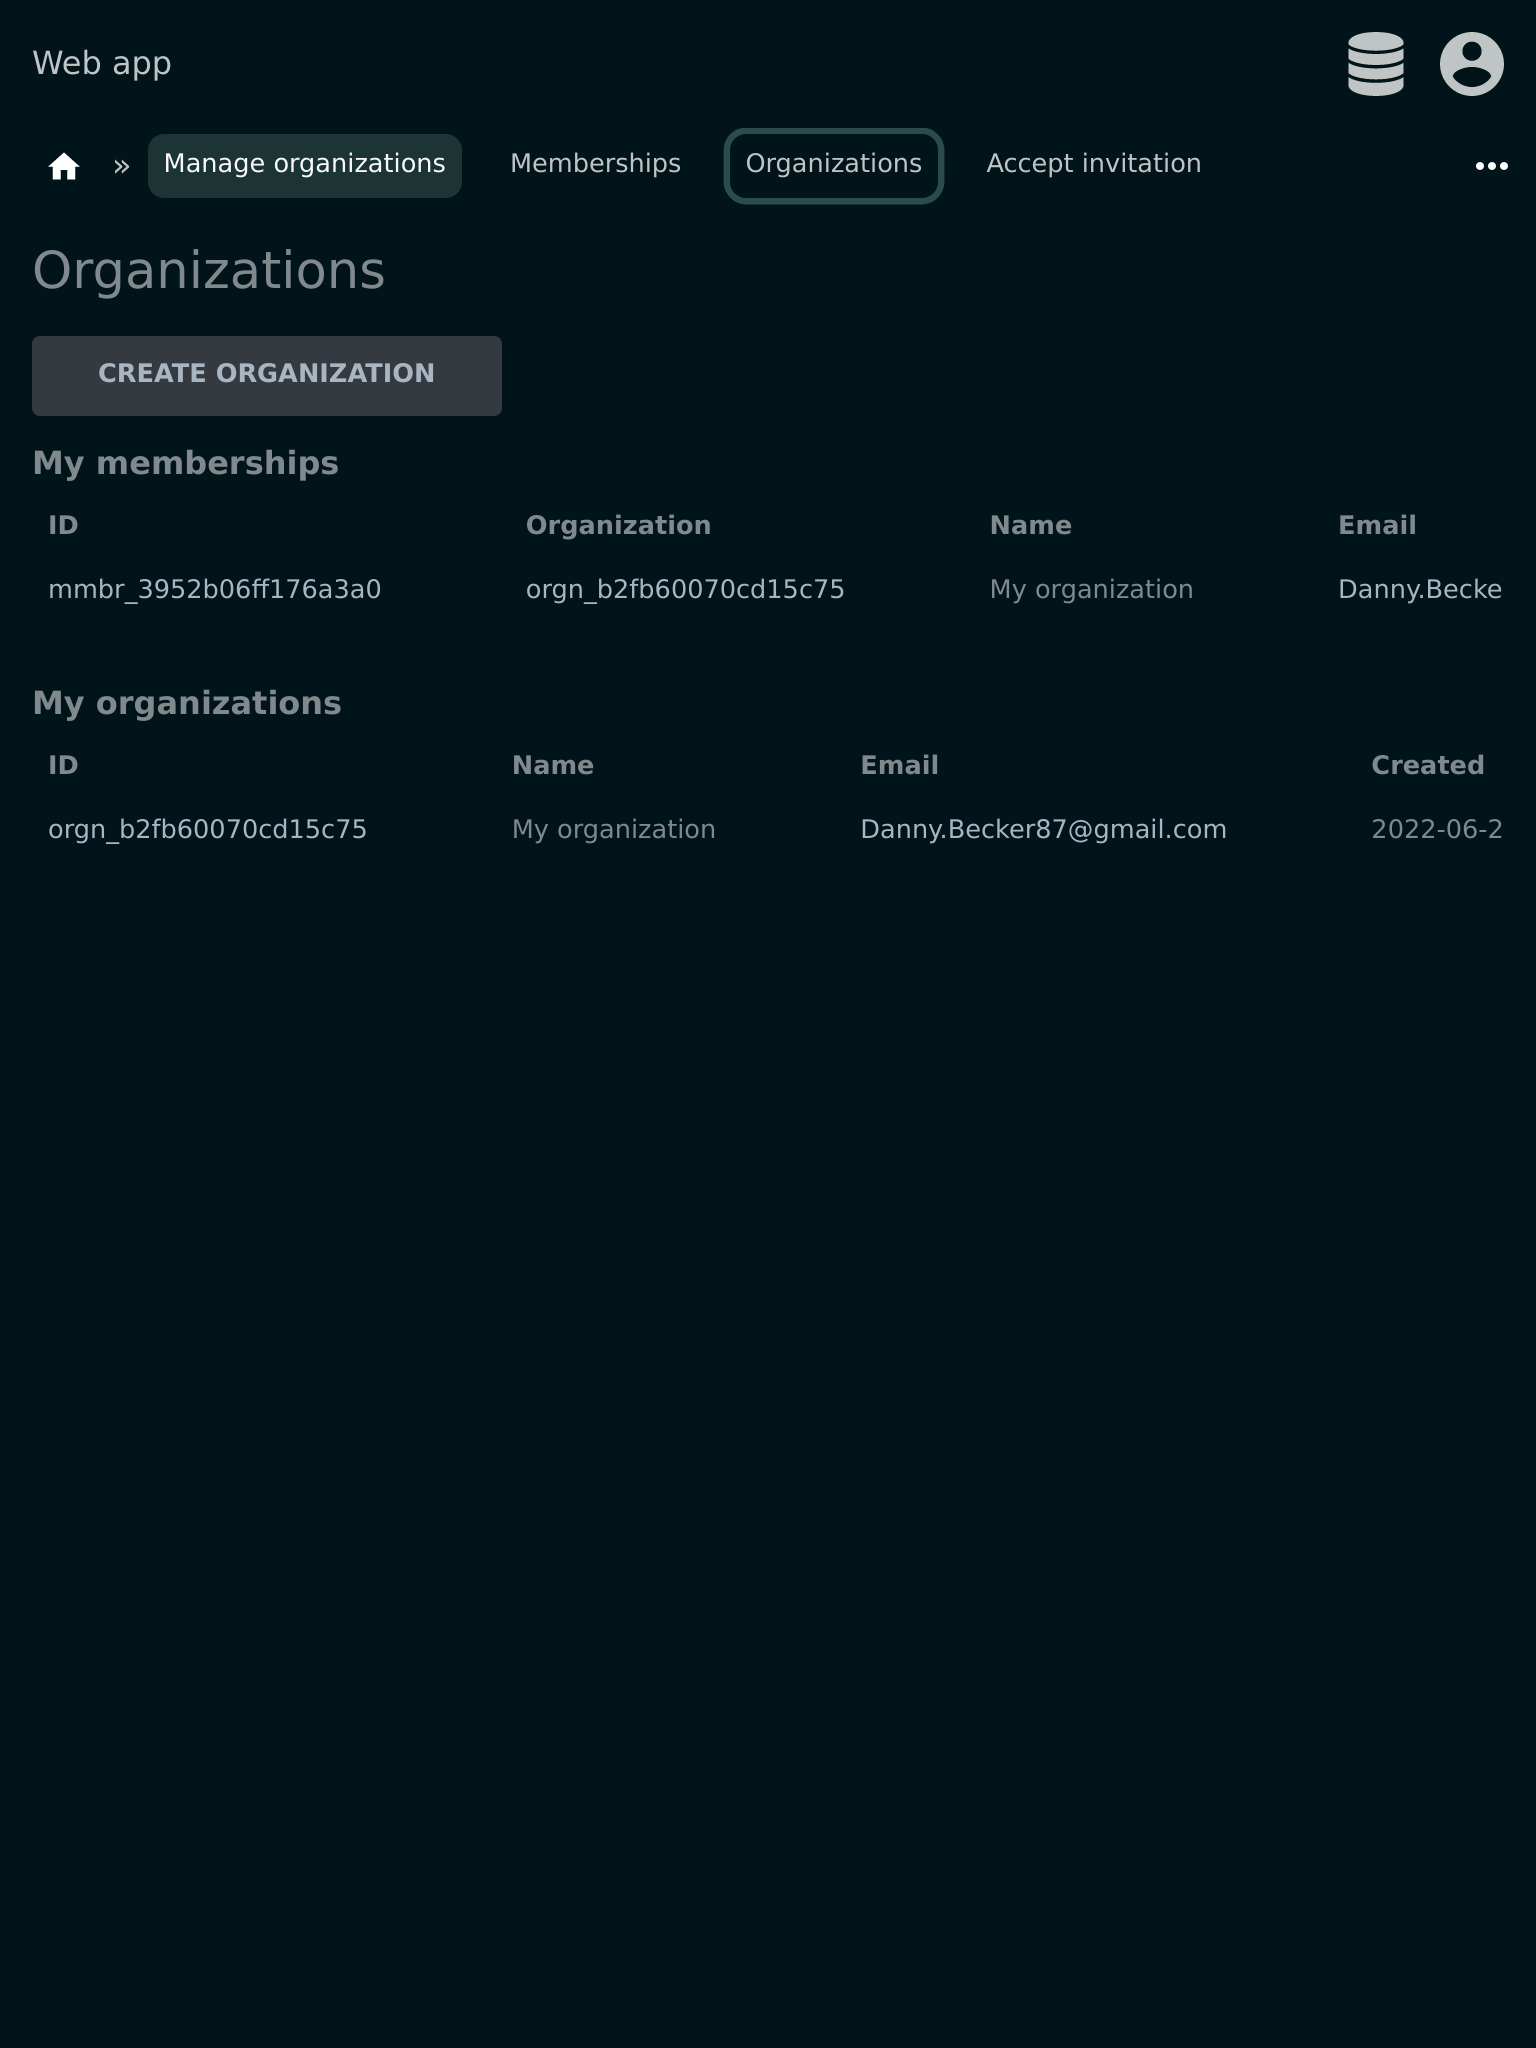 Web app
» Manage organizations Memberships Organizations Accept invitation
Organizations
CREATE ORGANIZATION
My memberships
ID Organization Name Email
mmbr_3952b06ff176a3a0 orgn_b2fb60070cd15c75 My organization Danny.Becke
My organizations
ID Name Email Created
orgn_b2fb60070cd15c75 My organization Danny.Becker87@gmail.com 2022-06-2